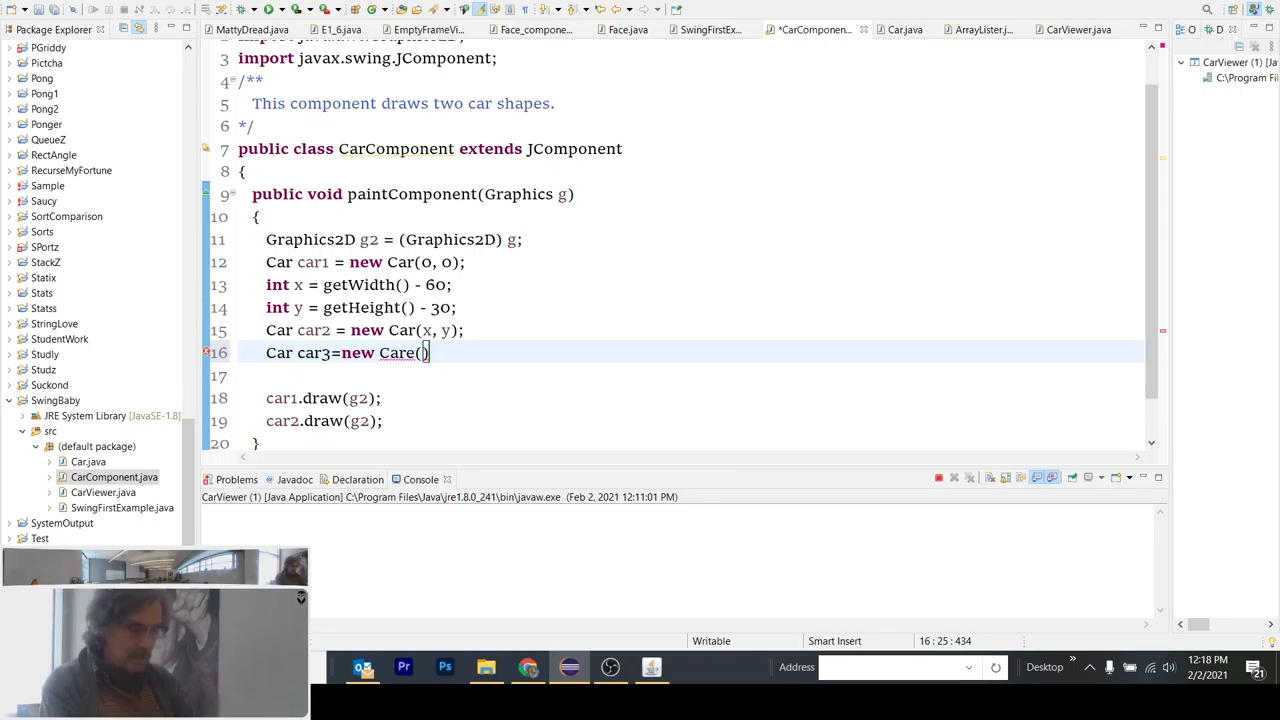 MattyDread.java
E1_6.java
EmptyFrameVi...
Face_compone...
Face.java
SwingFirstEx...
*CarComponen...
Car.java
ArrayLister.j...
CarViewer.java
O
D
Package Explorer
PGriddy
Pictcha
Pong
Pong1
Pong2
Ponger
QueueZ
RectAngle
RecurseMyFortune
Sample
Saucy
SortComparison
Sorts
SPortz
StackZ
Statix
Stats
Statss
StringLove
StudentWork
Studly
Studz
Suckond
SwingBaby
JRE System Library [JavaSE-1.8]
src
(default package)
Car.java
CarComponent.java
CarViewer.java
SwingFirstExample.java
SystemOutput
Test
3 import javax.swing.JComponent;
4 /**
5 This component draws two car shapes.
6 */
7 public class CarComponent extends JComponent
8 {
9 public void paintComponent(Graphics g)
10 {
11 Graphics2D g2 = (Graphics2D) g;
12 Car car1 = new Car(0, 0);
13 int x = getWidth() - 60;
14 int y = getHeight() - 30;
15 Car car2 = new Car(x, y);
16 Car car3=new Care()
17
18 car1.draw(g2);
19 car2.draw(g2);
20 }
CarViewer (1) [Ja
C:\Program Fil
Problems
Javadoc
Declaration
Console
CarViewer (1) [Java Application] C:\Program Files\Java\jre1.8.0_241\bin\javaw.exe (Feb 2, 2021 12:11:01 PM)
Writable
Smart Insert
16 : 25 : 434
Pr
Ps
Address
Desktop
12:18 PM
2/2/2021
21